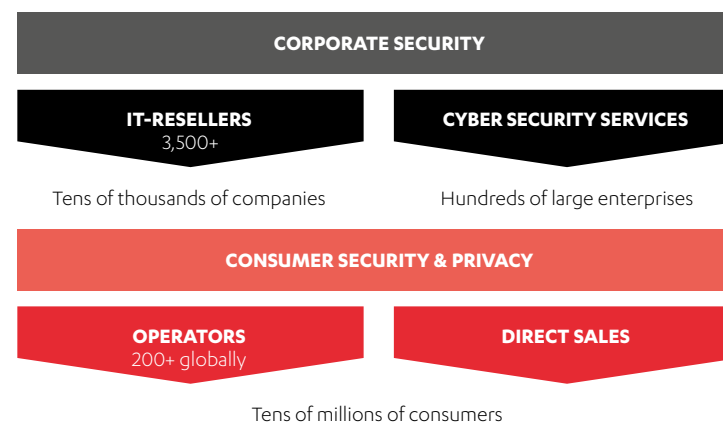 CORPORATE SECURITY
IT-RESELLERS
3,500+
CYBER SECURITY SERVICES
Tens of thousands of companies
Hundreds of large enterprises
CONSUMER SECURITY & PRIVACY
OPERATORS
200+ globally
DIRECT SALES
Tens of millions of consumers